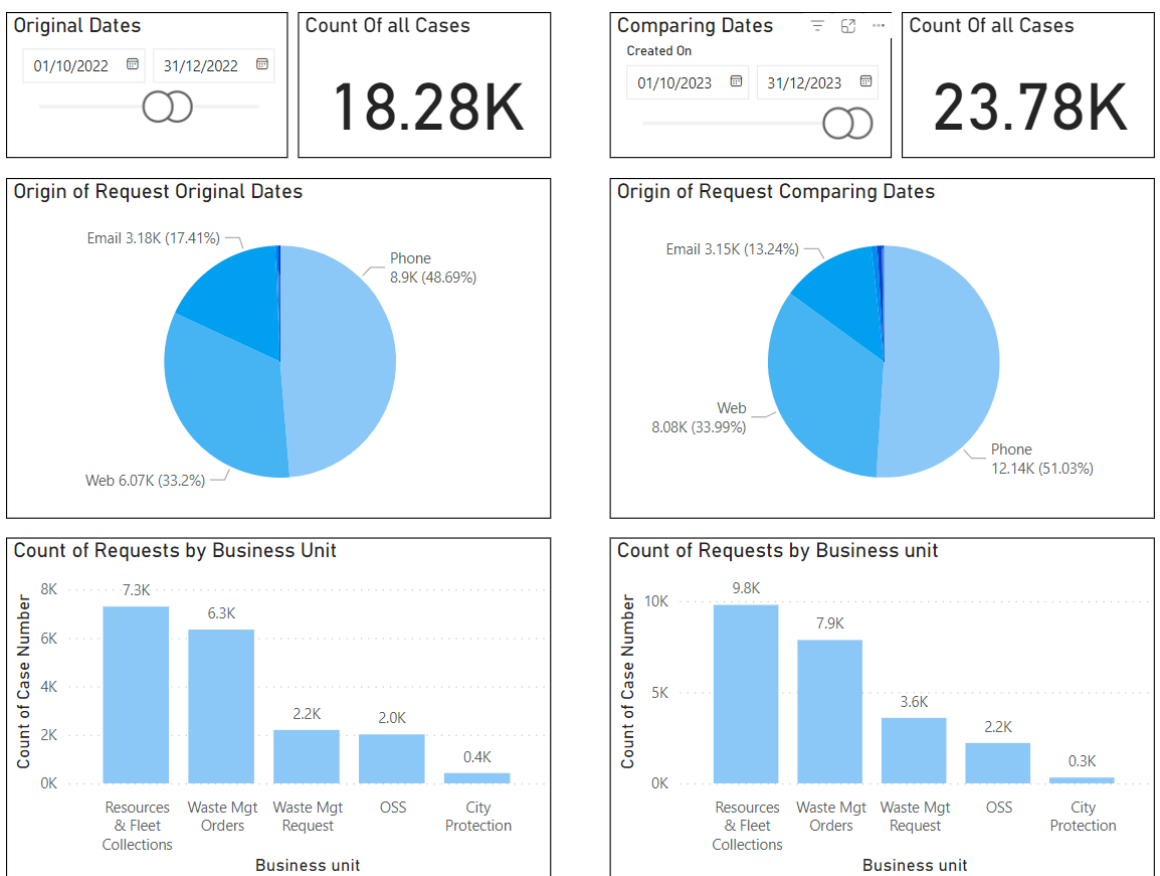 Original Dates
01/10/2022
31/12/2022
Count Of all Cases
18.28K
Comparing Dates
Created On
01/10/2023
31/12/2023
Count Of all Cases
23.78K
Origin of Request Original Dates
Email 3.18K (17.41%)
Phone
8.9K (48.69%)
Web 6.07K (33.2%)
Origin of Request Comparing Dates
Email 3.15K (13.24%)
Web
8.08K (33.99%)
Phone
12.14K (51.03%)
Count of Requests by Business Unit
Count of Case Number
8K
6K
4K
2K
0K
7.3K
6.3K
2.2K
2.0K
0.4K
Resources
& Fleet
Collections
Waste Mgt
Orders
Waste Mgt
Request
OSS
City
Protection
Business unit
Count of Requests by Business unit
Count of Case Number
10K
5K
0K
9.8K
7.9K
3.6K
2.2K
0.3K
Resources
& Fleet
Collections
Waste Mgt
Orders
Waste Mgt
Request
OSS
City
Protection
Business unit